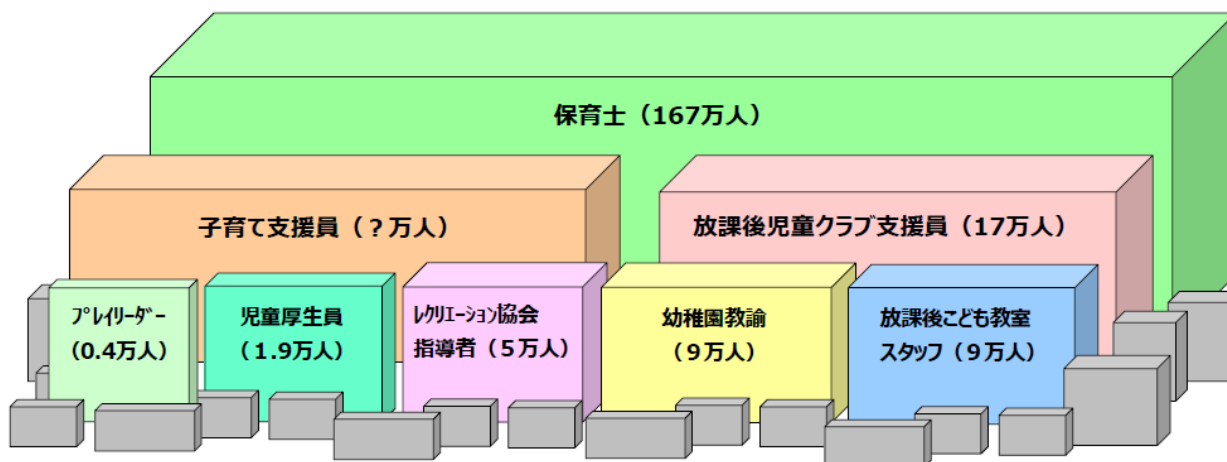 保育士（167万人）
子育て支援員（？万人）
放課後児童クラブ支援員（17万人）
ﾌﾟﾚｲﾘｰﾀﾞｰ
（0.4万人）
児童厚生員
（1.9万人）
ﾚｸﾘｴｰｼｮﾝ協会
指導者（５万人）
幼稚園教諭
（９万人）
放課後こども教室
スタッフ（９万人）